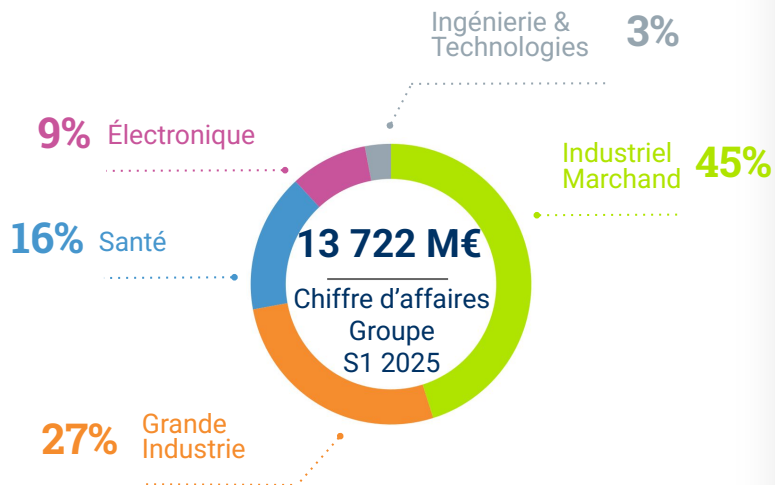 Ingénierie &
Technologies
3%
9%
Électronique
Industriel
Marchand
45%
16%
Santé
13 722 M€
Chiffre d’affaires
Groupe
S1 2025
27%
Grande
Industrie